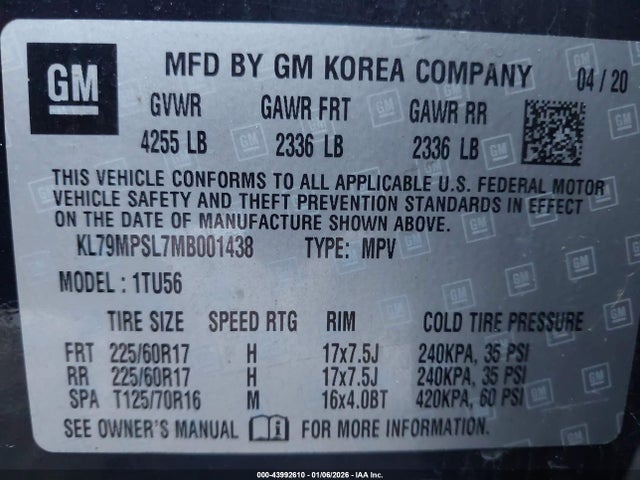 GM MFD BY GM KOREA COMPANY 04/20
GVWR GAWR FRT GAWR RR
4255 LB 2336 LB 2336 LB
THIS VEHICLE CONFORMS TO ALL APPLICABLE U.S. FEDERAL MOTOR
VEHICLE SAFETY AND THEFT PREVENTION STANDARDS IN EFFECT
ON THE DATE OF MANUFACTURE SHOWN ABOVE.
KL79MPSL7MB001438 TYPE: MPV
MODEL : 1TU56
TIRE SIZE SPEED RTG RIM COLD TIRE PRESSURE
FRT 225/60R17 H 17x7.5J 240KPA, 35 PSI
RR 225/60R17 H 17x7.5J 240KPA, 35 PSI
SPA T125/70R16 M 16x4.0BT 420KPA, 60 PSI
SEE OWNER'S MANUAL FOR MORE INFORMATION.
000-43992610 - 01/06/2026 - IAA Inc.